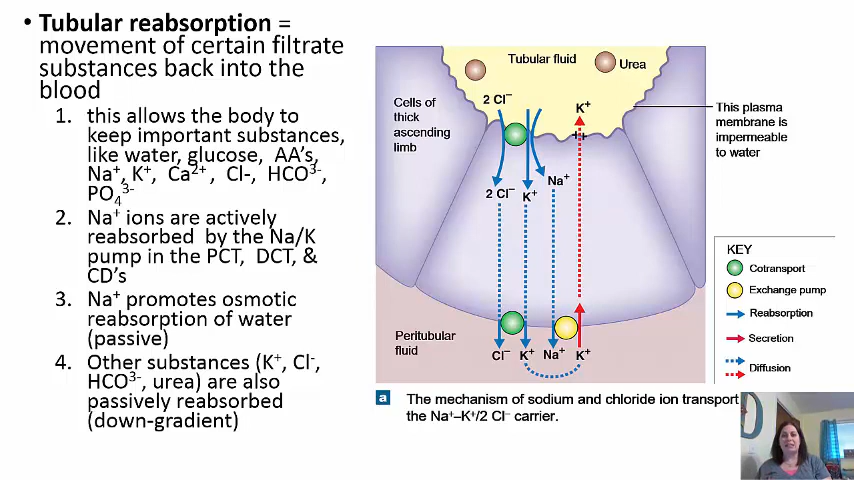 • Tubular reabsorption =
movement of certain filtrate
substances back into the
blood
1. this allows the body to
keep important substances,
like water, glucose, AA's,
Na⁺, K⁺, Ca²⁺, Cl-, HCO³⁻,
PO₄³⁻
2. Na⁺ ions are actively
reabsorbed by the Na/K
pump in the PCT, DCT, &
CD's
3. Na⁺ promotes osmotic
reabsorption of water
(passive)
4. Other substances (K⁺, Cl⁻,
HCO³⁻, urea) are also
passively reabsorbed
(down-gradient)
Tubular fluid
Urea
Cells of
thick
ascending
limb
2 Cl⁻
K⁺
This plasma
membrane is
impermeable
to water
2 Cl⁻
K⁺
Na⁺
Peritubular
fluid
Cl⁻
K⁺
Na⁺
K⁺
KEY
Cotransport
Exchange pump
Reabsorption
Secretion
Diffusion
a The mechanism of sodium and chloride ion transport
the Na⁺–K⁺/2 Cl⁻ carrier.